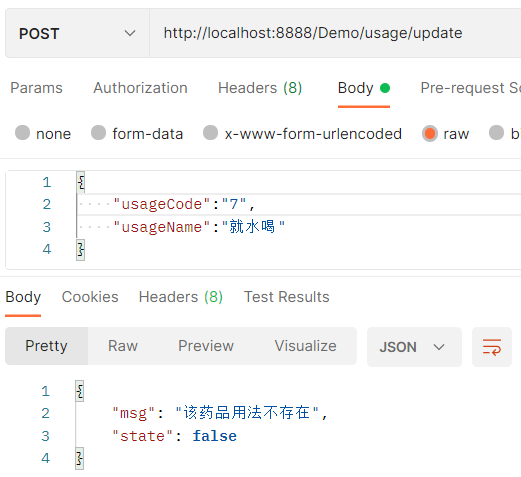 POST http://localhost:8888/Demo/usage/update
Params Authorization Headers (8) Body Pre-request Sc
none form-data x-www-form-urlencoded raw b
1 {
2 "usageCode":"7",
3 "usageName":"就水喝"
4 }
Body Cookies Headers (8) Test Results
Pretty Raw Preview Visualize JSON
1 {
2 "msg": "该药品用法不存在",
3 "state": false
4 }